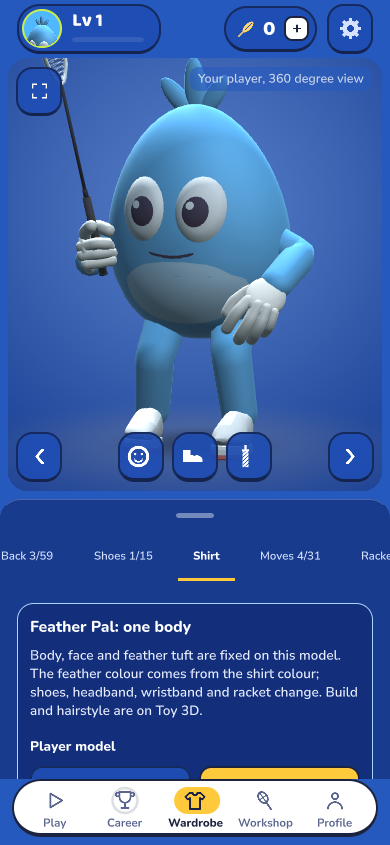 Lv 1
0
+
Your player, 360 degree view
Back 3/59
Shoes 1/15
Shirt
Moves 4/31
Racke
Feather Pal: one body
Body, face and feather tuft are fixed on this model.
The feather colour comes from the shirt colour;
shoes, headband, wristband and racket change. Build
and hairstyle are on Toy 3D.
Player model
Play
Career
Wardrobe
Workshop
Profile